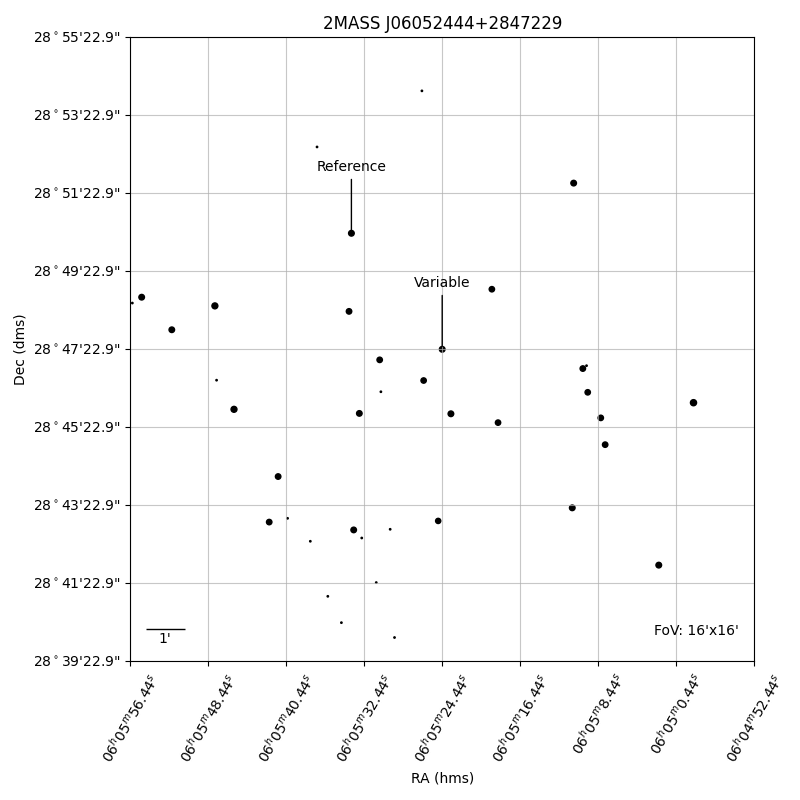 2MASS J06052444+2847229
28°55'22.9"
28°53'22.9"
Reference
28°51'22.9"
28°49'22.9"
Variable
28°47'22.9"
Dec (dms)
28°45'22.9"
28°43'22.9"
28°41'22.9"
1'
FoV: 16'x16'
28°39'22.9"
06ʰ05ᵐ56.44ˢ
06ʰ05ᵐ48.44ˢ
06ʰ05ᵐ40.44ˢ
06ʰ05ᵐ32.44ˢ
06ʰ05ᵐ24.44ˢ
06ʰ05ᵐ16.44ˢ
06ʰ05ᵐ8.44ˢ
06ʰ05ᵐ0.44ˢ
06ʰ04ᵐ52.44ˢ
RA (hms)